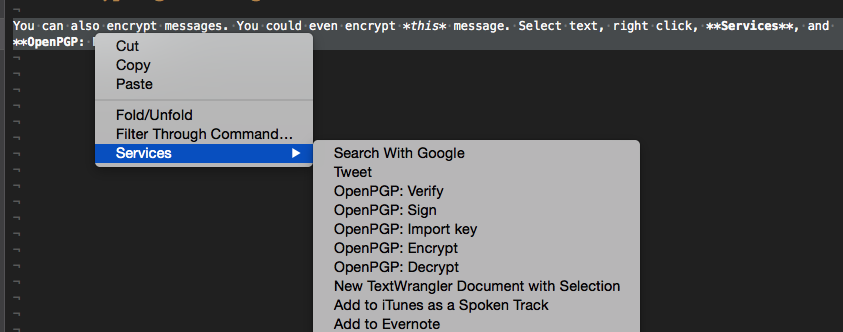 You can also encrypt messages. You could even encrypt *this* message. Select text, right click, **Services**, and
**OpenPGP:
Cut
Copy
Paste
Fold/Unfold
Filter Through Command…
Services
Search With Google
Tweet
OpenPGP: Verify
OpenPGP: Sign
OpenPGP: Import key
OpenPGP: Encrypt
OpenPGP: Decrypt
New TextWrangler Document with Selection
Add to iTunes as a Spoken Track
Add to Evernote